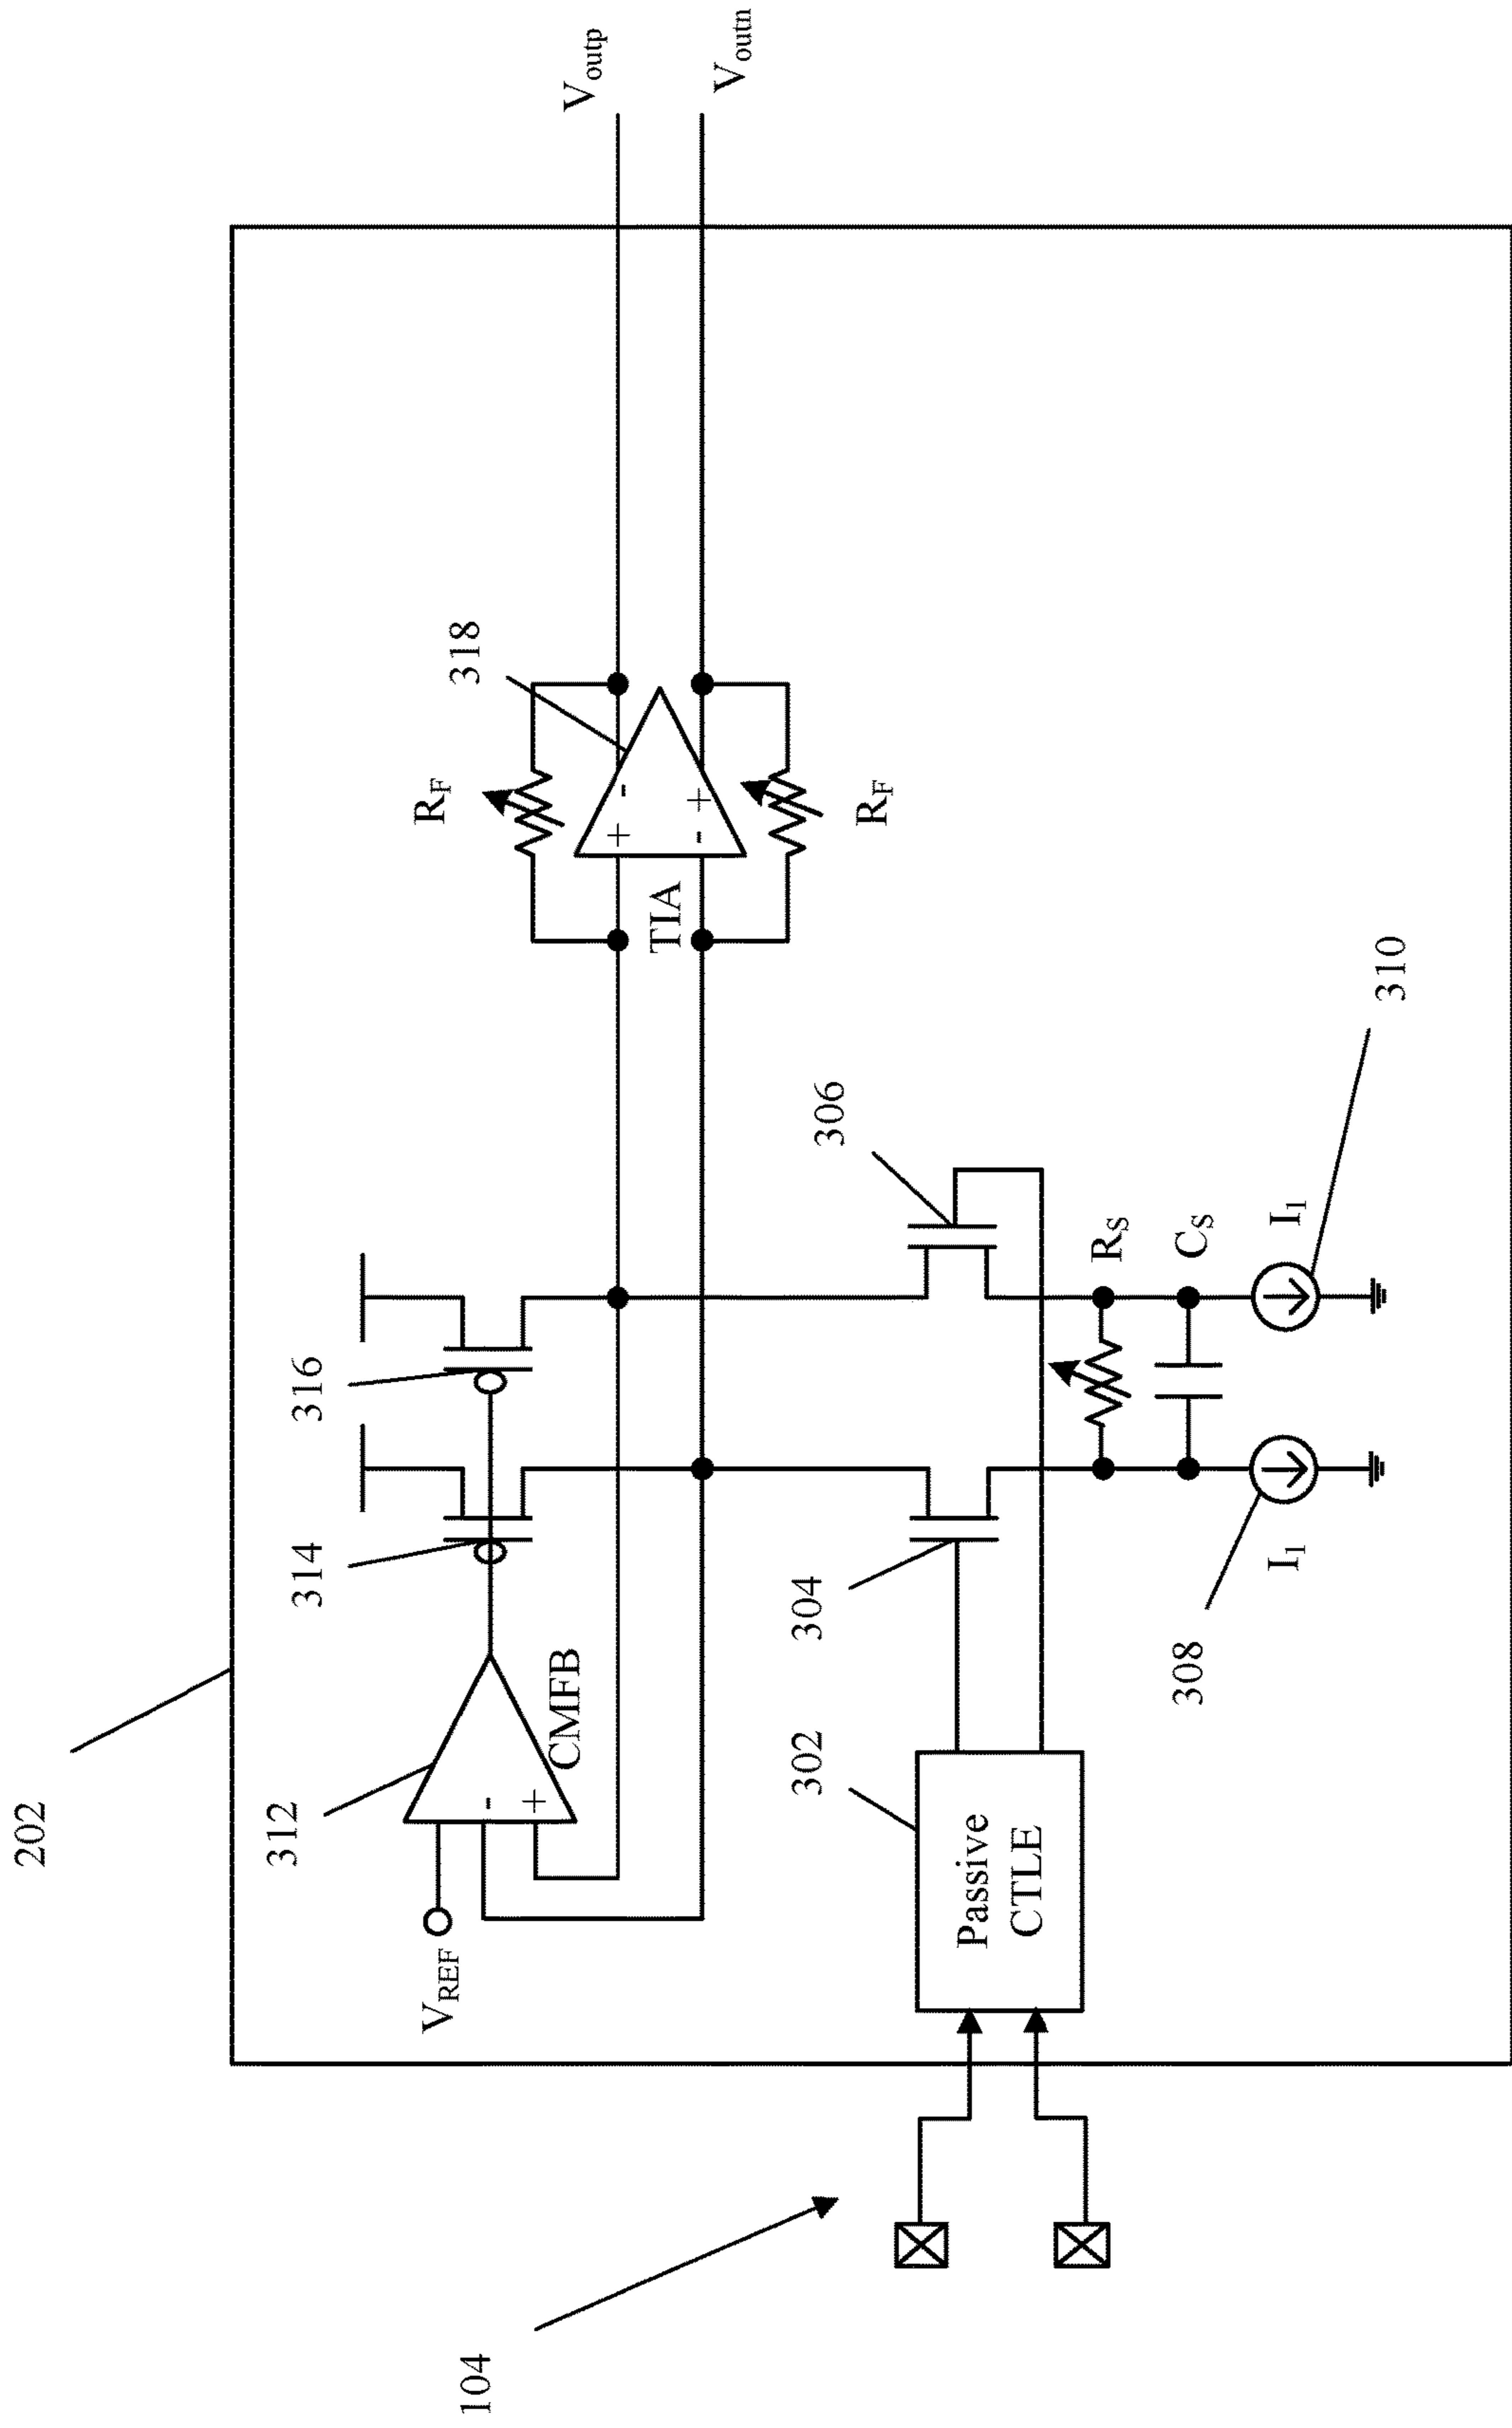 202
104
V_REF
312
-
+
CMFB
314
316
Passive
CTLE
302
304
306
R_S
C_S
308
I_1
I_1
310
TIA
+
-
-
+
R_F
R_F
318
V_outp
V_outn